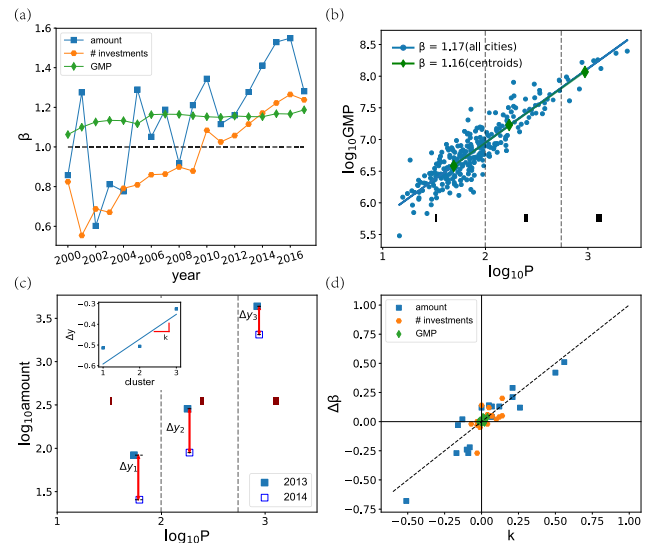 (a)
amount
# investments
GMP
β
1.6
1.4
1.2
1.0
0.8
0.6
2000
2002
2004
2006
2008
2010
2012
2014
2016
year
(b)
β = 1.17(all cities)
β = 1.16(centroids)
log10GMP
8.5
8.0
7.5
7.0
6.5
6.0
5.5
1
2
3
log10P
(c)
log10amount
3.5
3.0
2.5
2.0
1.5
Δy
−0.3
−0.4
−0.5
−0.6
k
1
2
3
cluster
Δy1
Δy2
Δy3
2013
2014
1
2
3
log10P
(d)
amount
# investments
GMP
Δβ
1.00
0.75
0.50
0.25
0.00
−0.25
−0.50
−0.75
−0.50
−0.25
0.00
0.25
0.50
0.75
1.00
k